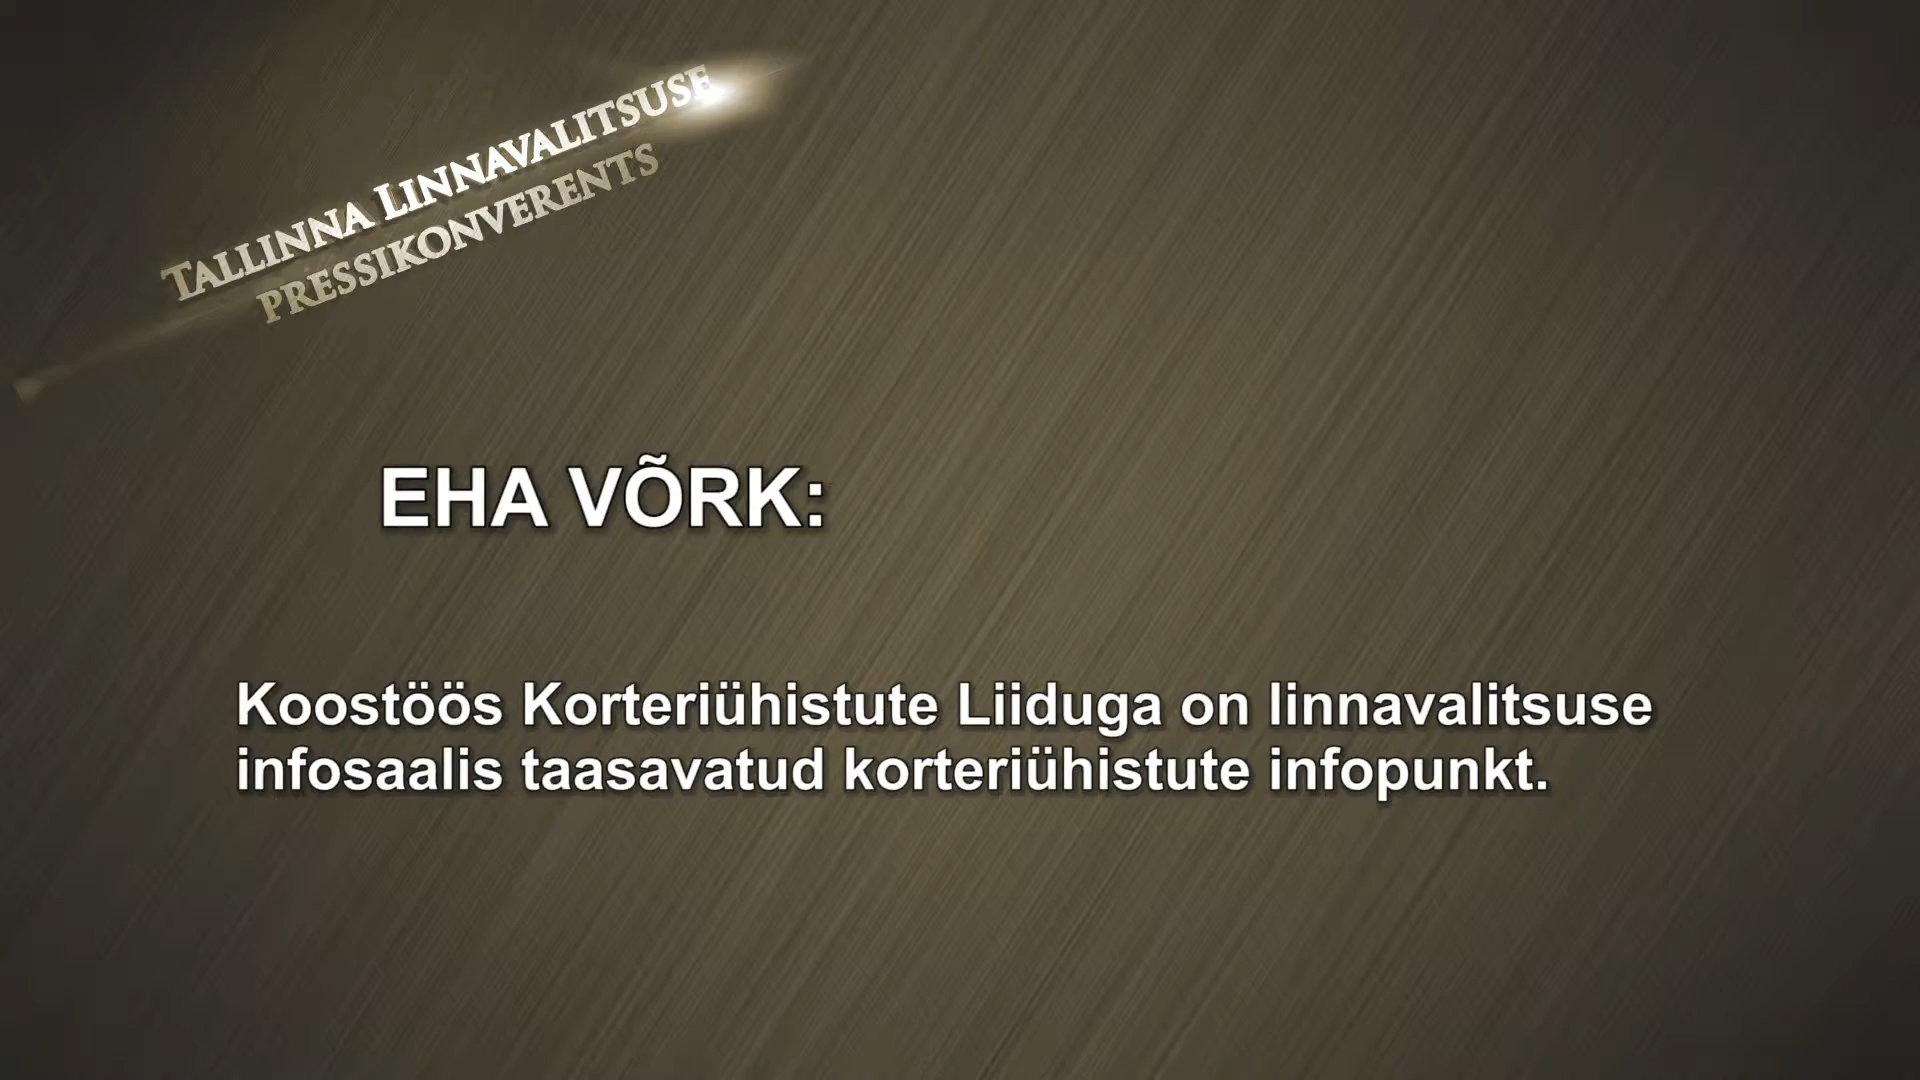 TALLINNA LINNAVALITSUSE
PRESSIKONVERENTS
EHA VÕRK:
Koostöös Korteriühistute Liiduga on linnavalitsuse
infosaalis taasavatud korteriühistute infopunkt.